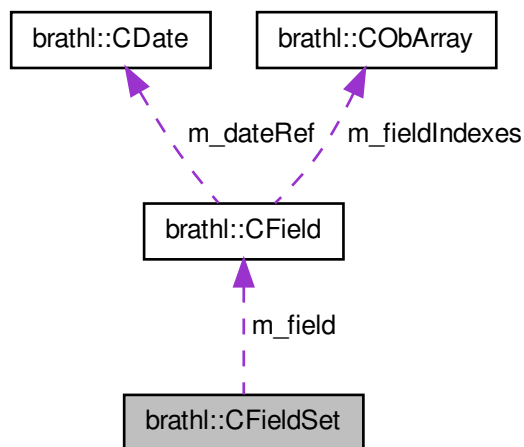 brathl::CDate
brathl::CObArray
m_dateRef
m_fieldIndexes
brathl::CField
m_field
brathl::CFieldSet